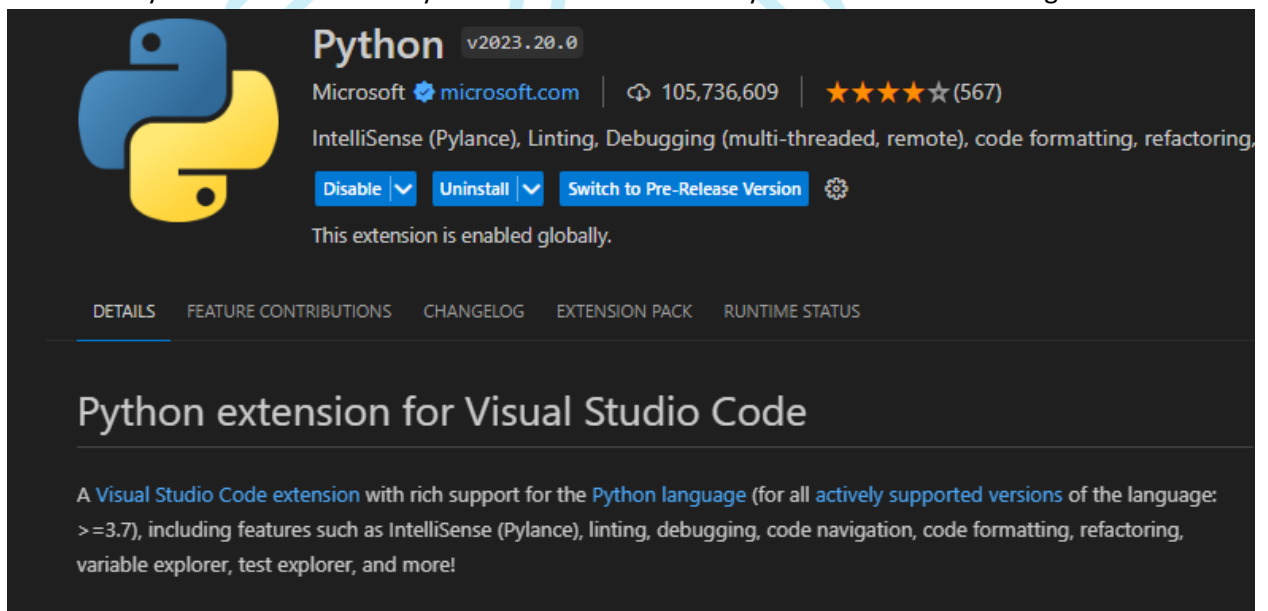 Python v2023.20.0
Microsoft microsoft.com 105,736,609 (567)
IntelliSense (Pylance), Linting, Debugging (multi-threaded, remote), code formatting, refactoring,
Disable Uninstall Switch to Pre-Release Version
This extension is enabled globally.
DETAILS FEATURE CONTRIBUTIONS CHANGELOG EXTENSION PACK RUNTIME STATUS
Python extension for Visual Studio Code
A Visual Studio Code extension with rich support for the Python language (for all actively supported versions of the language:
>=3.7), including features such as IntelliSense (Pylance), linting, debugging, code navigation, code formatting, refactoring,
variable explorer, test explorer, and more!